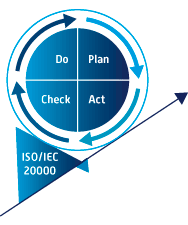 Do Plan
Check Act
ISO/IEC
20000